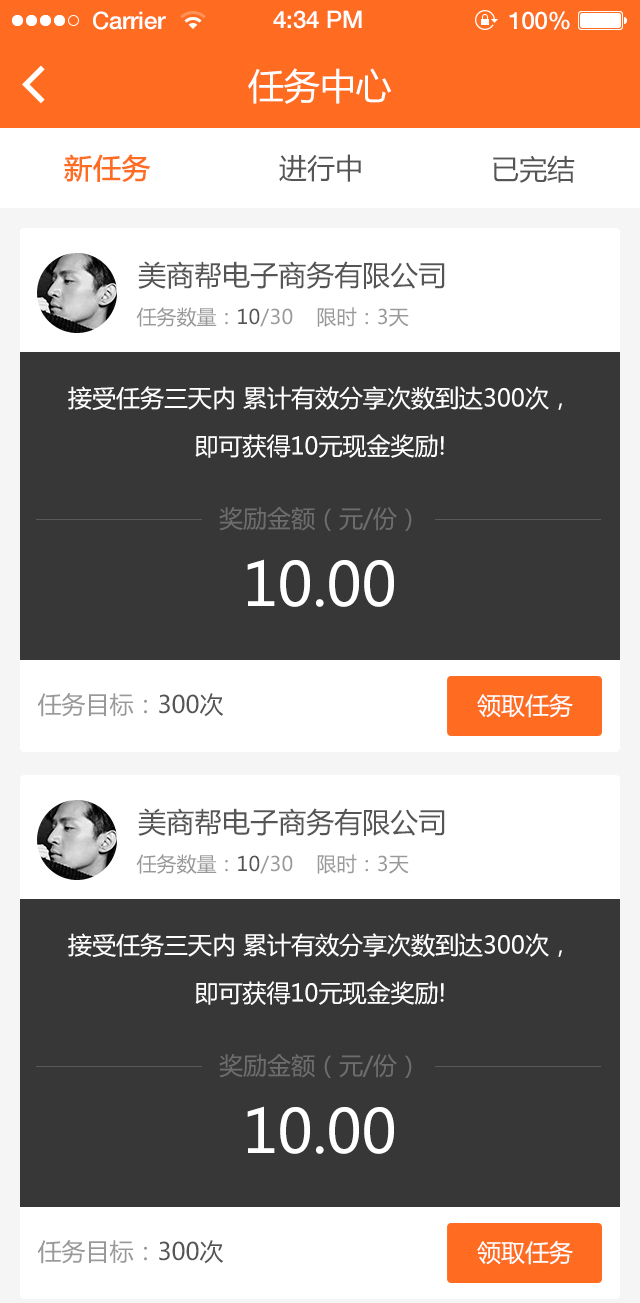 Carrier 4:34 PM 100%
任务中心
新任务 进行中 已完结
美商帮电子商务有限公司
任务数量：10/30 限时：3天
接受任务三天内 累计有效分享次数到达300次，
即可获得10元现金奖励!
奖励金额（元/份）
10.00
任务目标：300次 领取任务
美商帮电子商务有限公司
任务数量：10/30 限时：3天
接受任务三天内 累计有效分享次数到达300次，
即可获得10元现金奖励!
奖励金额（元/份）
10.00
任务目标：300次 领取任务